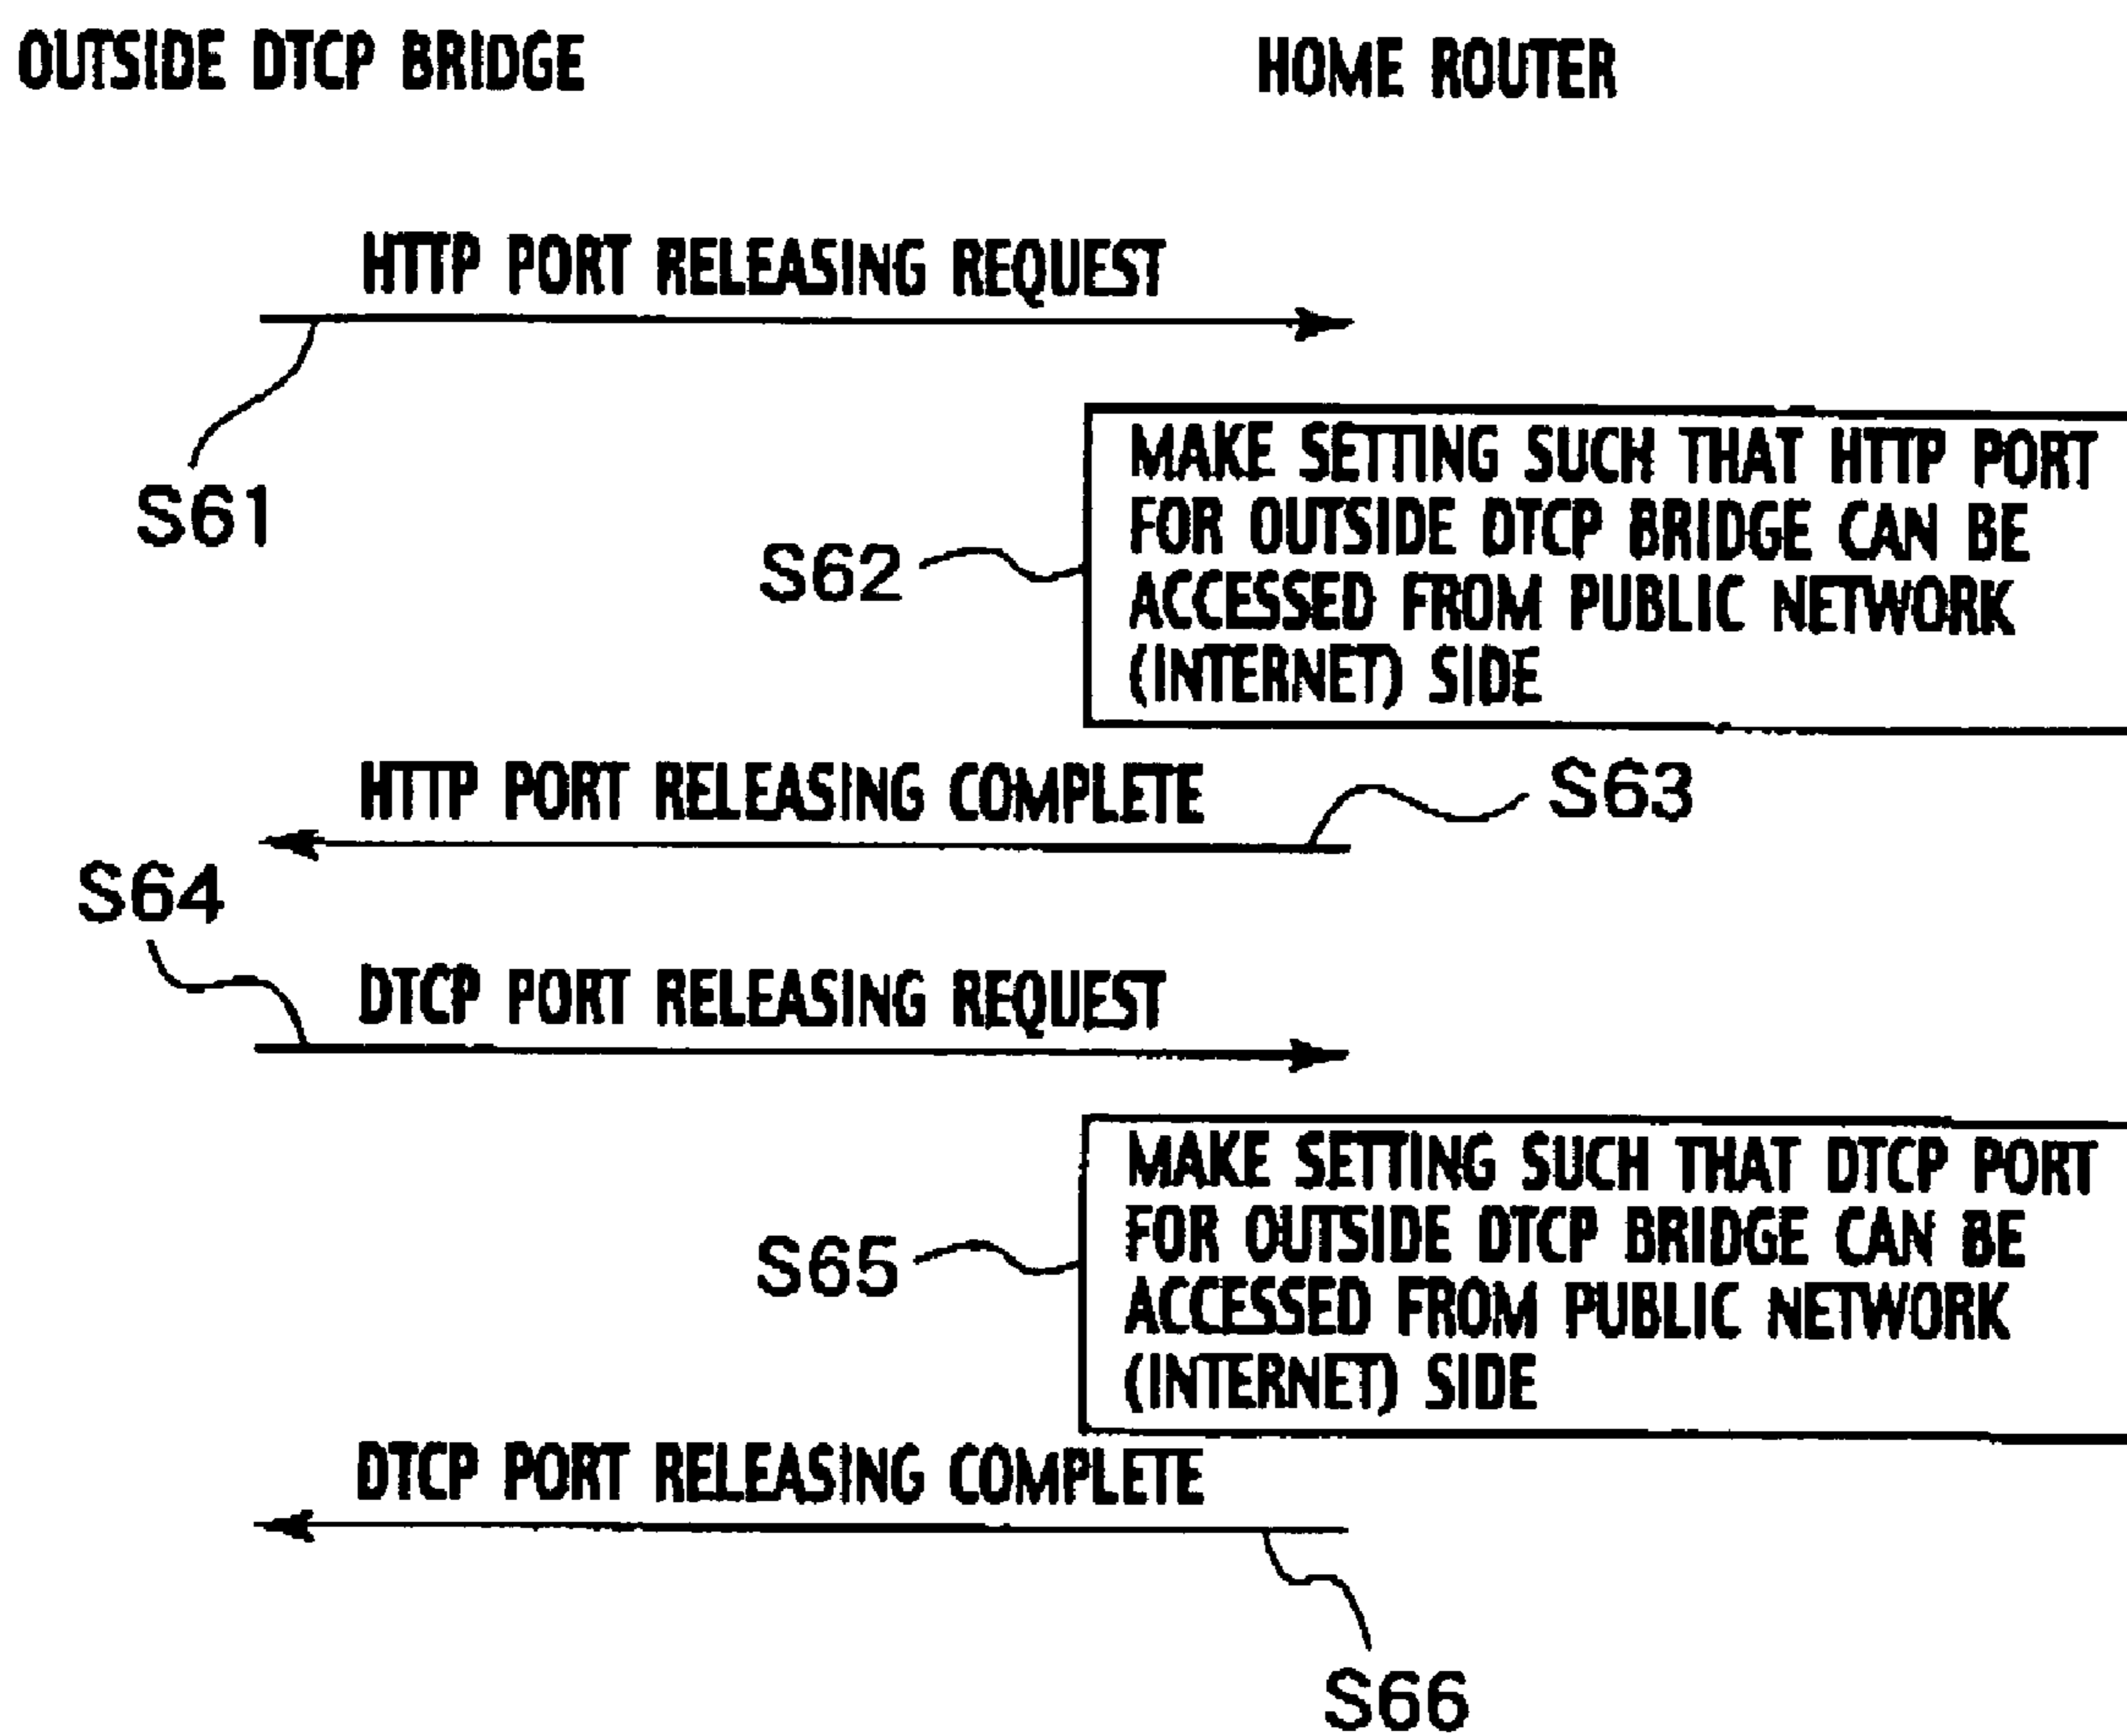 OUTSIDE DTCP BRIDGE
HOME ROUTER
HTTP PORT RELEASING REQUEST
S61
S62
MAKE SETTING SUCH THAT HTTP PORT
FOR OUTSIDE DTCP BRIDGE CAN BE
ACCESSED FROM PUBLIC NETWORK
(INTERNET) SIDE
HTTP PORT RELEASING COMPLETE
S63
S64
DTCP PORT RELEASING REQUEST
S65
MAKE SETTING SUCH THAT DTCP PORT
FOR OUTSIDE DTCP BRIDGE CAN BE
ACCESSED FROM PUBLIC NETWORK
(INTERNET) SIDE
DTCP PORT RELEASING COMPLETE
S66